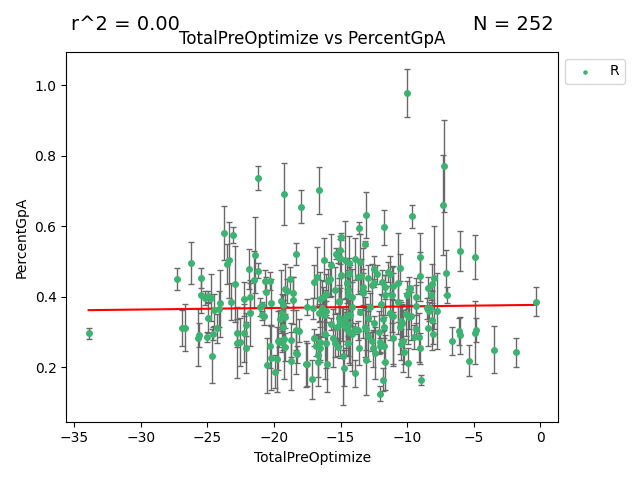 r^2 = 0.00
N = 252
TotalPreOptimize vs PercentGpA
R
1.0
0.8
0.6
0.4
0.2
PercentGpA
−35 −30 −25 −20 −15 −10 −5 0
TotalPreOptimize